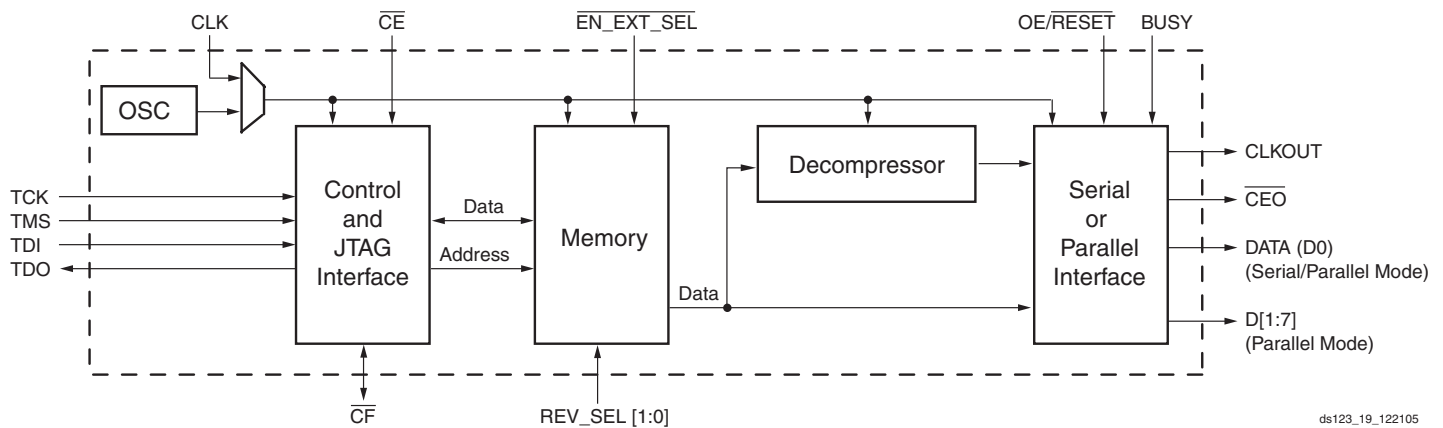 CLK
CE
EN_EXT_SEL
OE/RESET
BUSY
OSC
TCK
TMS
TDI
TDO
Control
and
JTAG
Interface
Data
Address
Memory
Data
Decompressor
Serial
or
Parallel
Interface
CLKOUT
CEO
DATA (D0)
(Serial/Parallel Mode)
D[1:7]
(Parallel Mode)
CF
REV_SEL [1:0]
ds123_19_122105